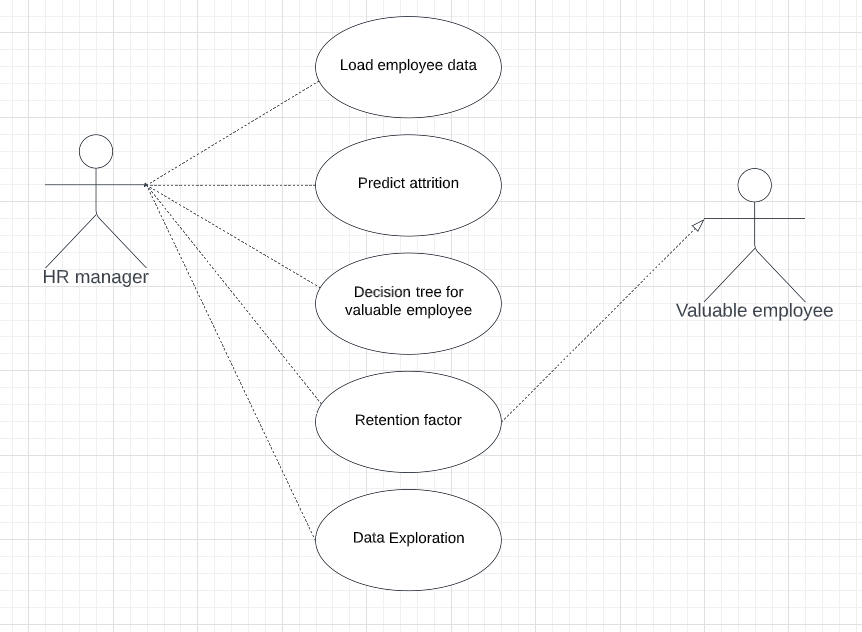 Load employee data
Predict attrition
HR manager
Decision tree for
valuable employee
Valuable employee
Retention factor
Data Exploration